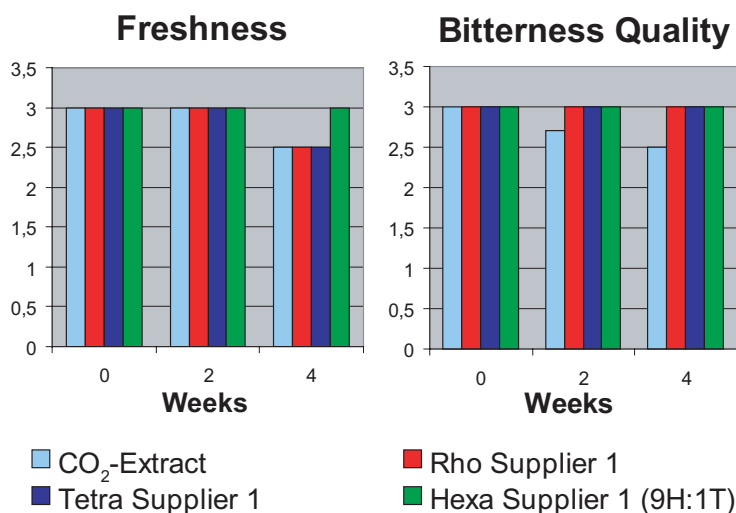 Freshness
3,5
3
2,5
2
1,5
1
0,5
0
0 2 4
Weeks
Bitterness Quality
3,5
3
2,5
2
1,5
1
0,5
0
0 2 4
Weeks
CO₂-Extract
Rho Supplier 1
Tetra Supplier 1
Hexa Supplier 1 (9H:1T)